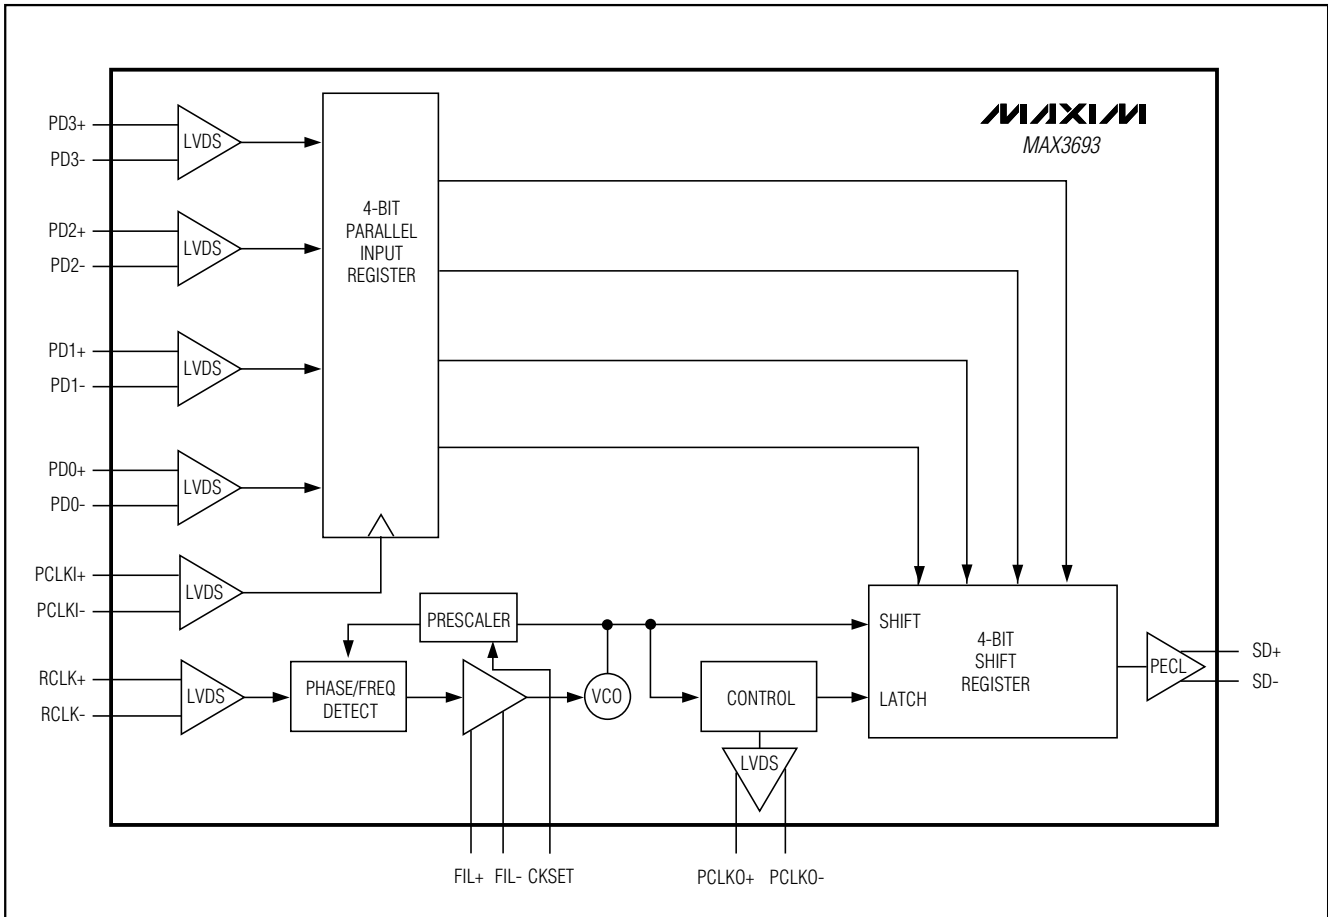 MAXIM
MAX3693
PD3+
PD3-
LVDS
PD2+
PD2-
LVDS
PD1+
PD1-
LVDS
PD0+
PD0-
LVDS
PCLKI+
PCLKI-
LVDS
RCLK+
RCLK-
LVDS
4-BIT
PARALLEL
INPUT
REGISTER
PRESCALER
PHASE/FREQ
DETECT
VCO
CONTROL
LVDS
SHIFT
LATCH
4-BIT
SHIFT
REGISTER
PECL
SD+
SD-
FIL+
FIL-
CKSET
PCLKO+
PCLKO-